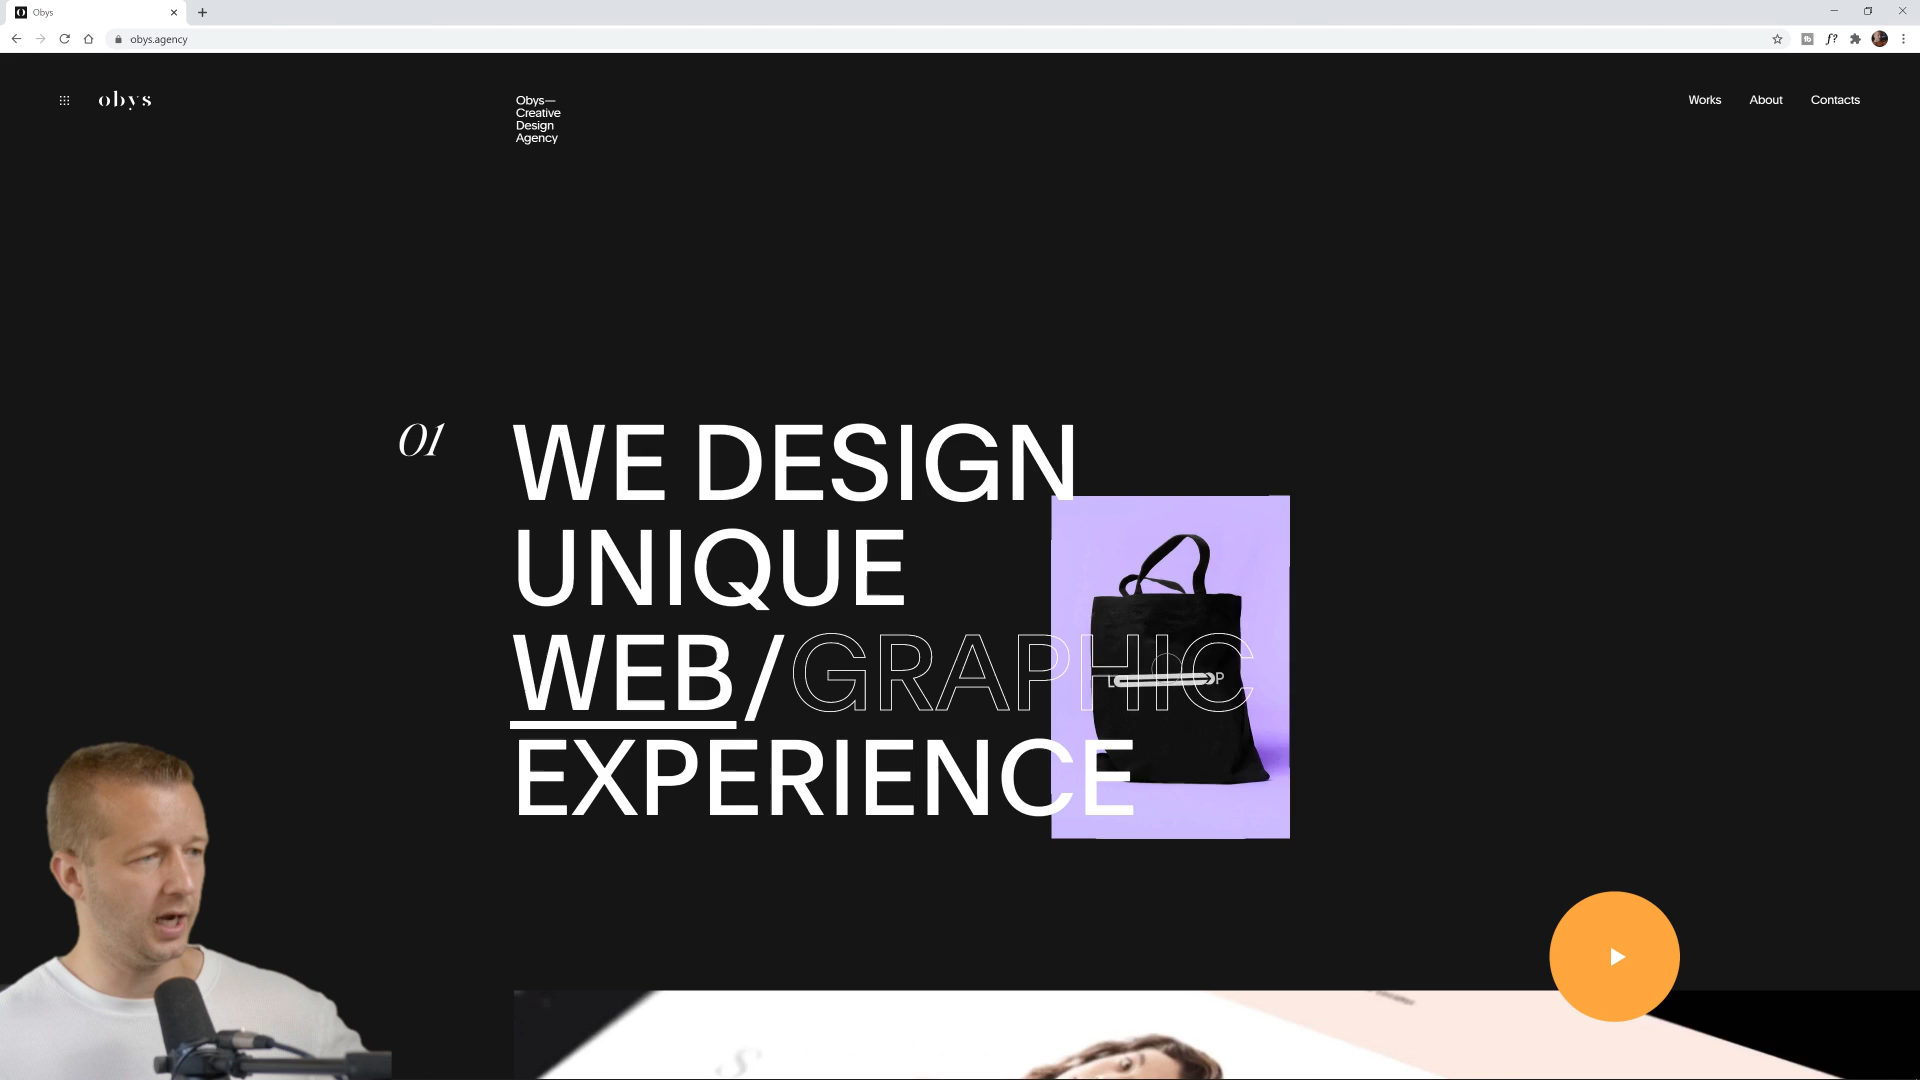 Obys
obys.agency
f?
obys
Obys—
Creative
Design
Agency
Works About Contacts
01
WE DESIGN
UNIQUE
WEB/GRAPHIC
EXPERIENCE
L P
S